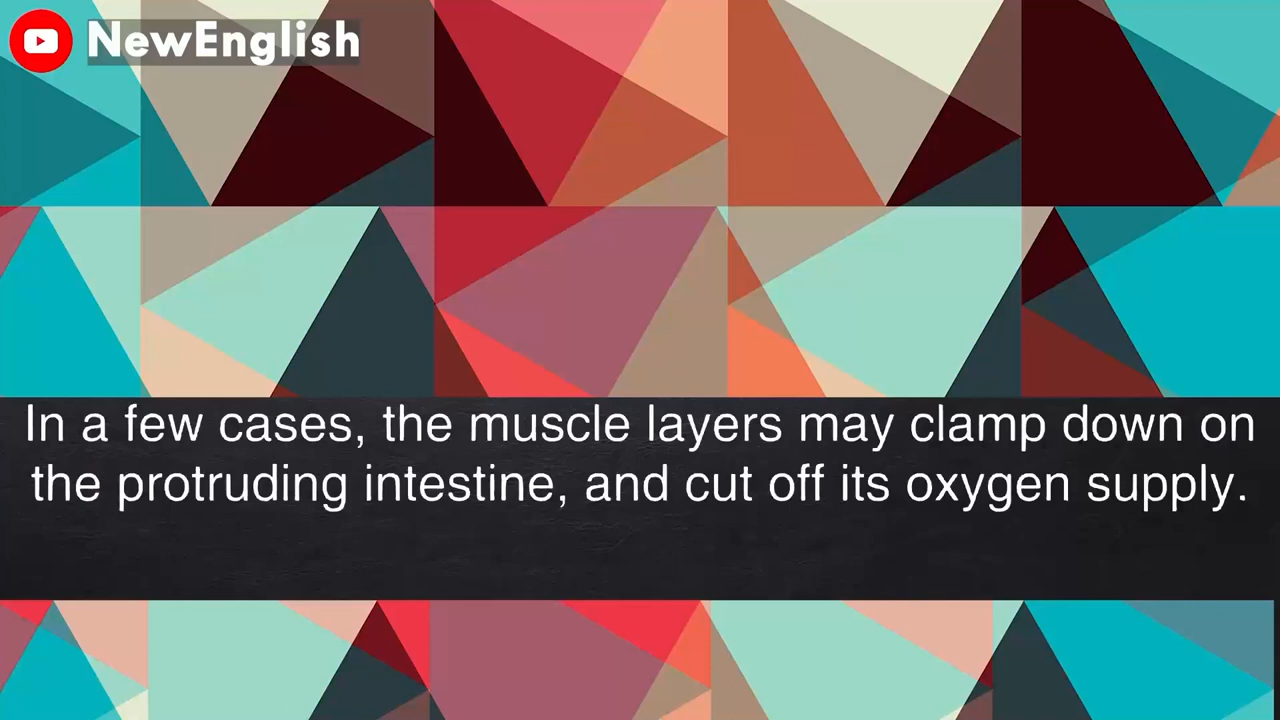 NewEnglish
In a few cases, the muscle layers may clamp down on
the protruding intestine, and cut off its oxygen supply.